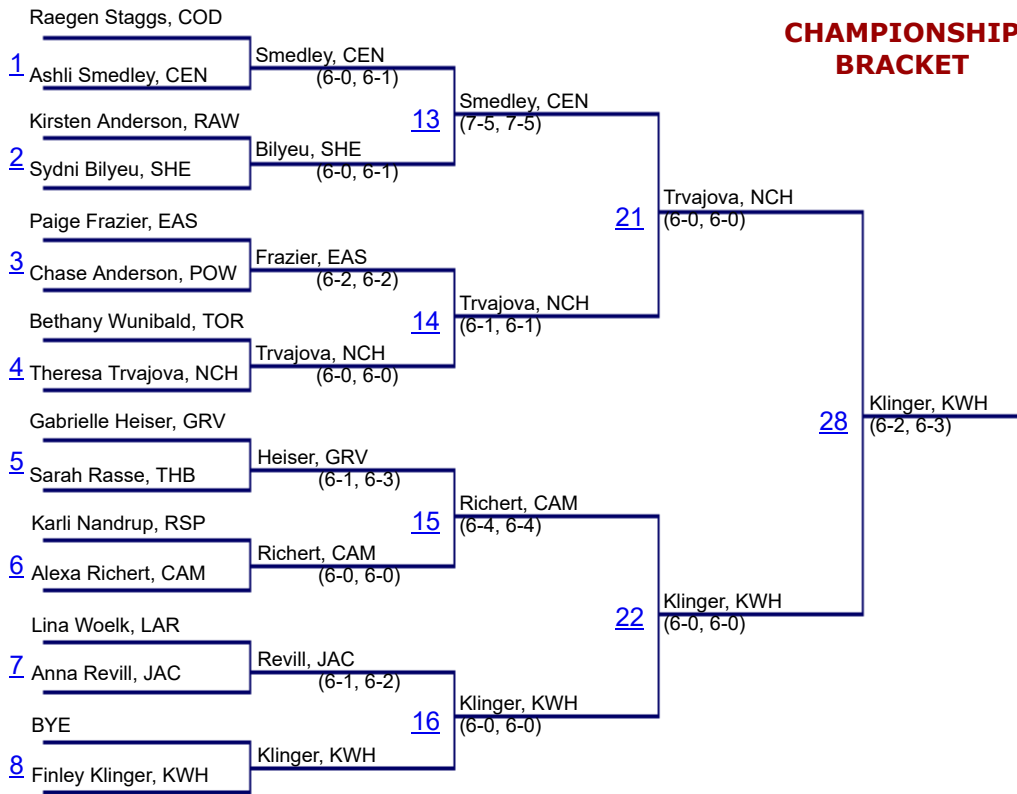 CHAMPIONSHIP
BRACKET
Raegen Staggs, COD
1
Ashli Smedley, CEN
Smedley, CEN
(6-0, 6-1)
Kirsten Anderson, RAW
2
Sydni Bilyeu, SHE
Bilyeu, SHE
(6-0, 6-1)
13
Smedley, CEN
(7-5, 7-5)
Paige Frazier, EAS
3
Chase Anderson, POW
Frazier, EAS
(6-2, 6-2)
Bethany Wunibald, TOR
4
Theresa Trvajova, NCH
Trvajova, NCH
(6-0, 6-0)
14
Trvajova, NCH
(6-1, 6-1)
21
Trvajova, NCH
(6-0, 6-0)
Gabrielle Heiser, GRV
5
Sarah Rasse, THB
Heiser, GRV
(6-1, 6-3)
Karli Nandrup, RSP
6
Alexa Richert, CAM
Richert, CAM
(6-0, 6-0)
15
Richert, CAM
(6-4, 6-4)
Lina Woelk, LAR
7
Anna Revill, JAC
Revill, JAC
(6-1, 6-2)
BYE
8
Finley Klinger, KWH
Klinger, KWH
16
Klinger, KWH
(6-0, 6-0)
22
Klinger, KWH
(6-0, 6-0)
28
Klinger, KWH
(6-2, 6-3)